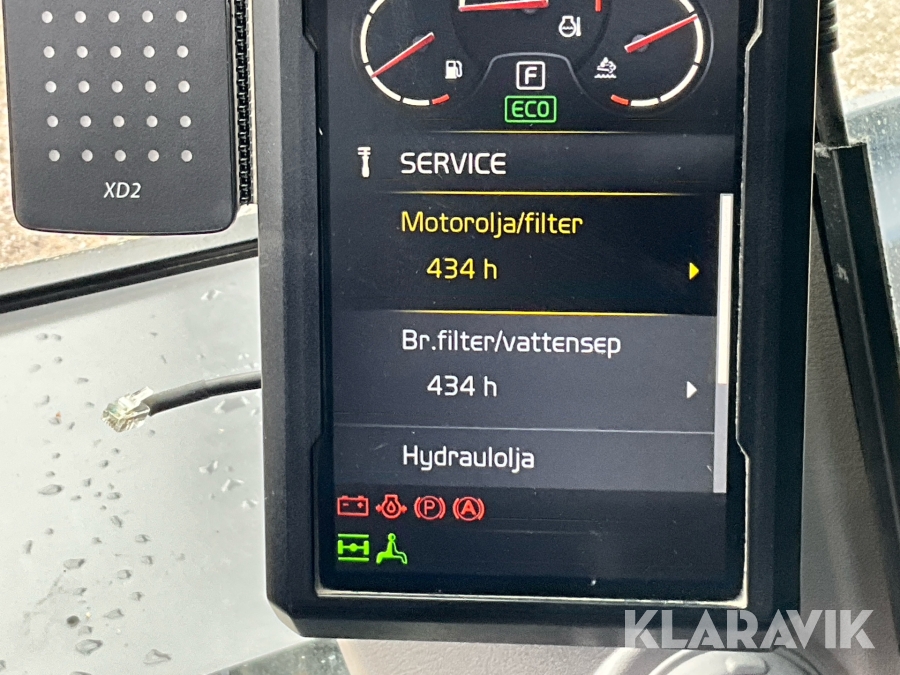 F
ECO
SERVICE
XD2
Motorolja/filter
434 h
Br.filter/vattensep
434 h
Hydraulolja
P
A
KLARAVIK